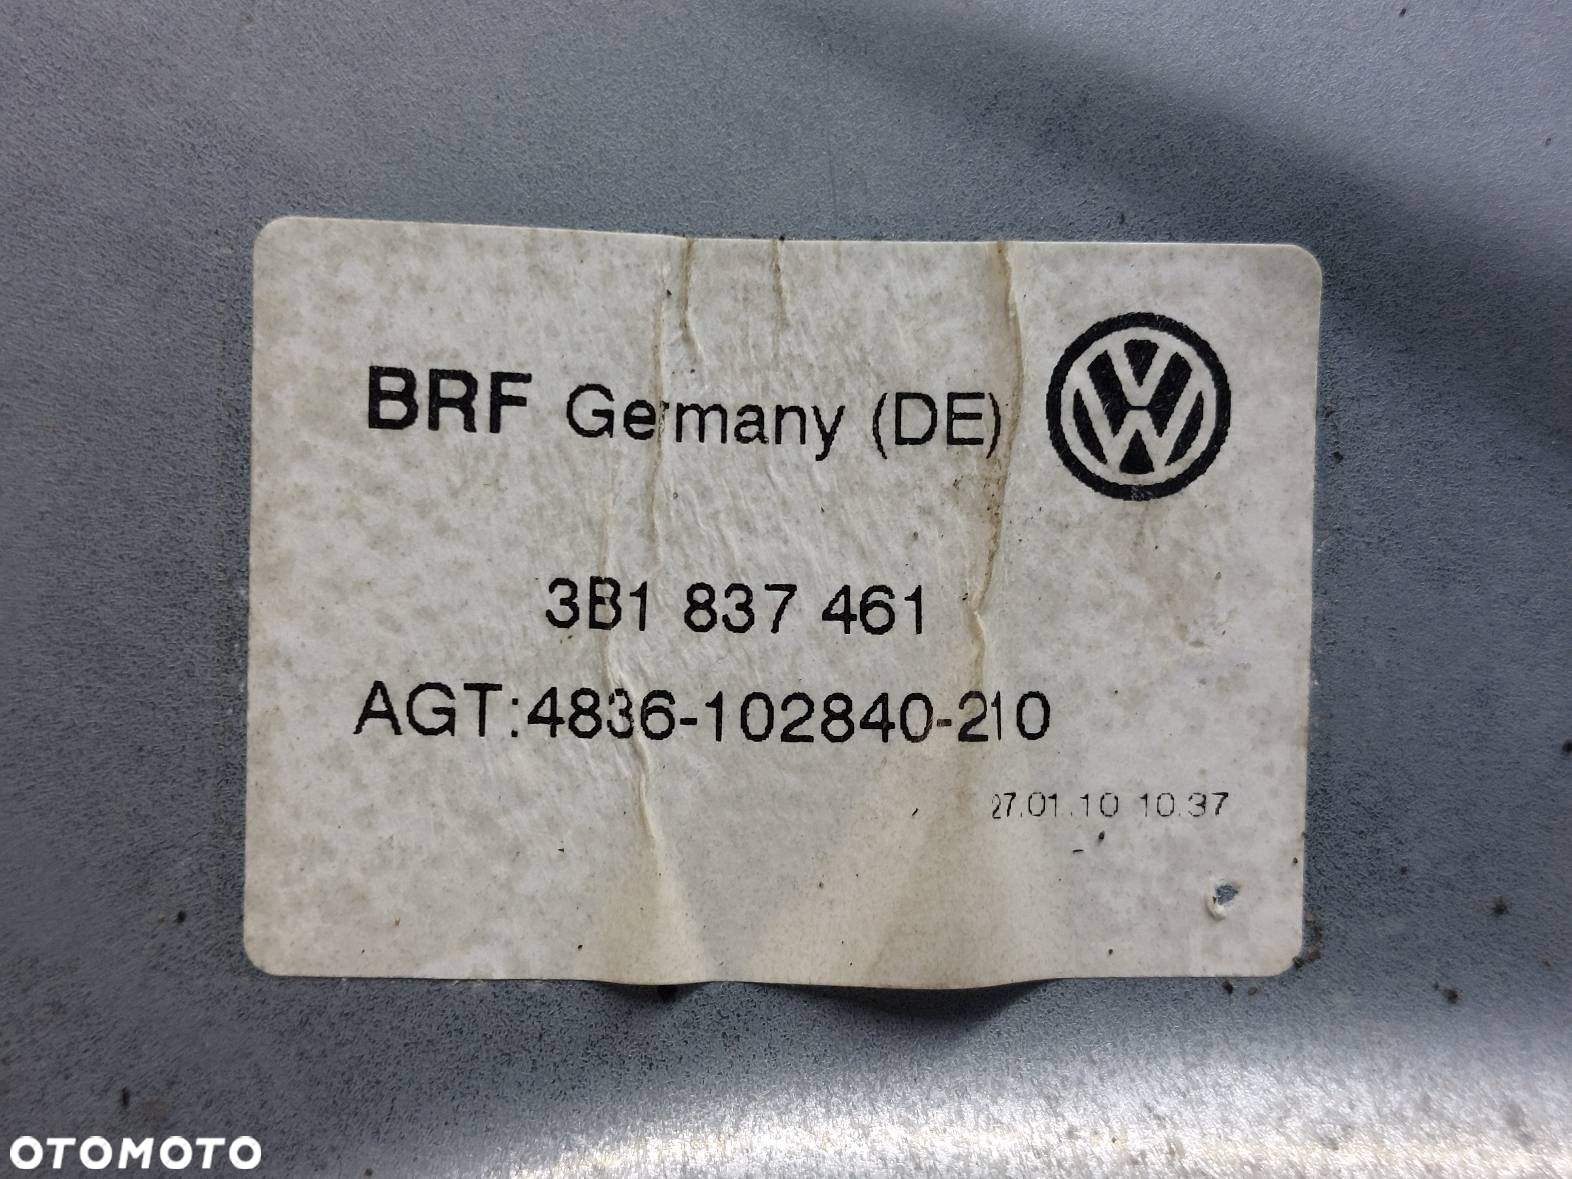 BRF Germany (DE)
3B1 837 461
AGT:4836-102840-210
27.01.10 10.37
OTOMOTO